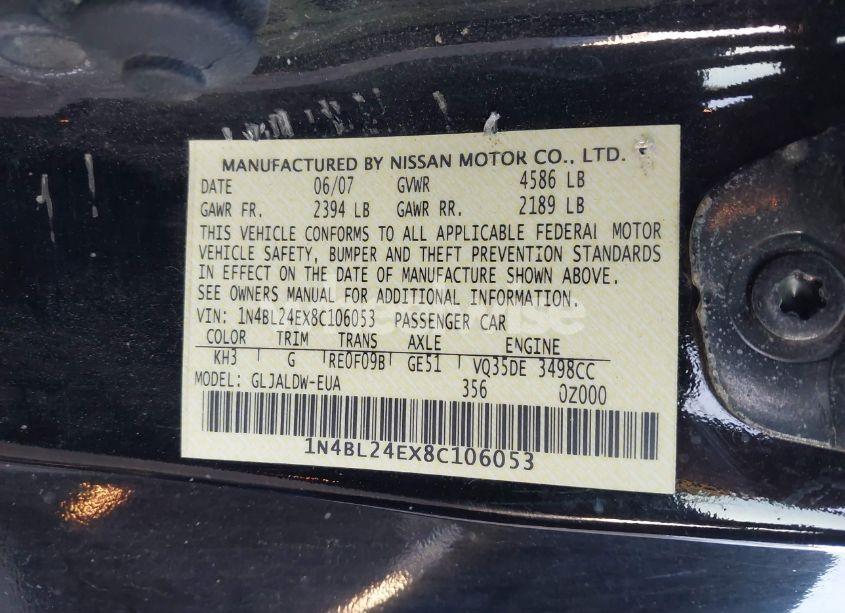 MANUFACTURED BY NISSAN MOTOR CO., LTD.
DATE 06/07 GVWR 4586 LB
GAWR FR. 2394 LB GAWR RR. 2189 LB
THIS VEHICLE CONFORMS TO ALL APPLICABLE FEDERAL MOTOR
VEHICLE SAFETY, BUMPER AND THEFT PREVENTION STANDARDS
IN EFFECT ON THE DATE OF MANUFACTURE SHOWN ABOVE.
SEE OWNERS MANUAL FOR ADDITIONAL INFORMATION.
VIN: 1N4BL24EX8C106053 PASSENGER CAR
COLOR TRIM TRANS AXLE ENGINE
KH3 G RE0F09B GE51 VQ35DE 3498CC
MODEL: GLJALDW-EUA 356 0Z000
1N4BL24EX8C106053